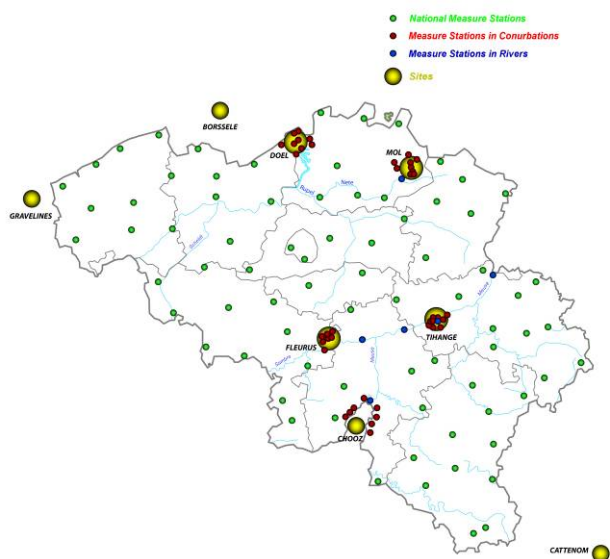 National Measure Stations
Measure Stations in Conurbations
Measure Stations in Rivers
Sites
BORSSELE
DOEL
MOL
GRAVELINES
Rupel
Nete
Scheld
Meuse
FLEURUS
TIHANGE
Sambre
Meuse
CHOOZ
CATTENOM